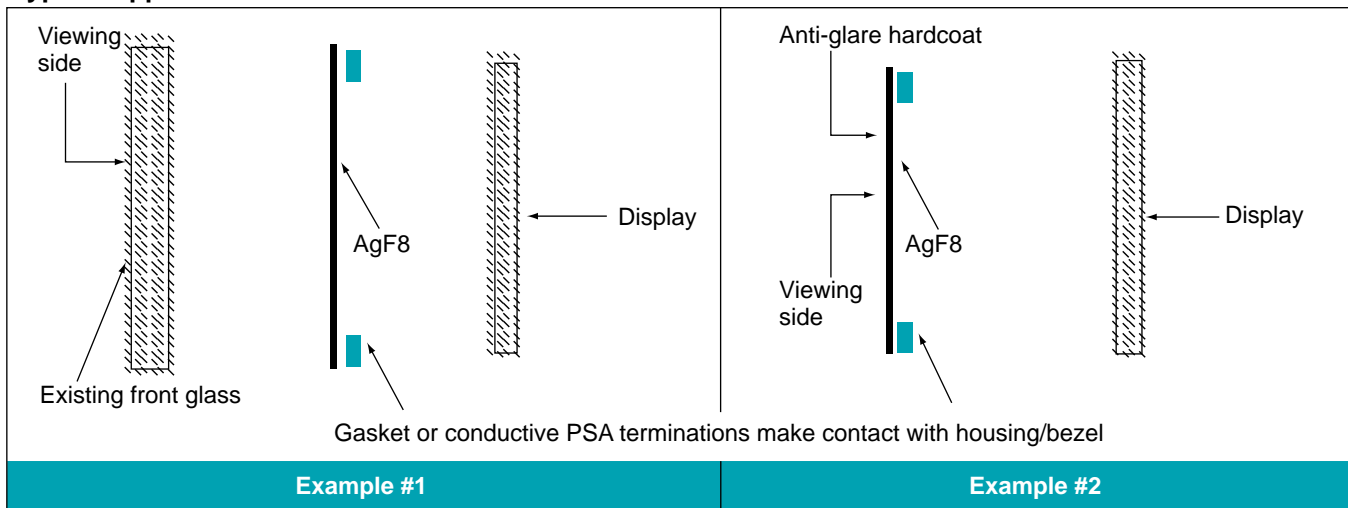 Viewing
side
AgF8
Display
Existing front glass
Anti-glare hardcoat
AgF8
Viewing
side
Display
Gasket or conductive PSA terminations make contact with housing/bezel
Example #1
Example #2